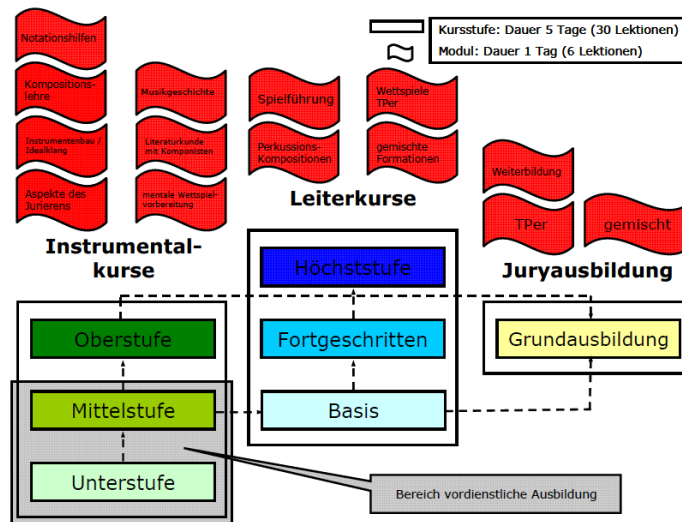 Kursstufe: Dauer 5 Tage (30 Lektionen)
Modul: Dauer 1 Tag (6 Lektionen)
Notationshilfen
Kompositions-
lehre
Instrumentenbau /
Idealklang
Aspekte des
Junerens
Musikgeschichte
Literaturkunde
mit Komponisten
mentale Wettspiel-
vorbereitung
Instrumental-
kurse
Spielführung
Perkussions-
Kompositionen
Wettspiele
TPer
gemischte
Formationen
Leiterkurse
Weiterbildung
TPer
gemischt
Juryausbildung
Höchststufe
Oberstufe
Fortgeschritten
Grundausbildung
Mittelstufe
Basis
Unterstufe
Bereich vordienstliche Ausbildung